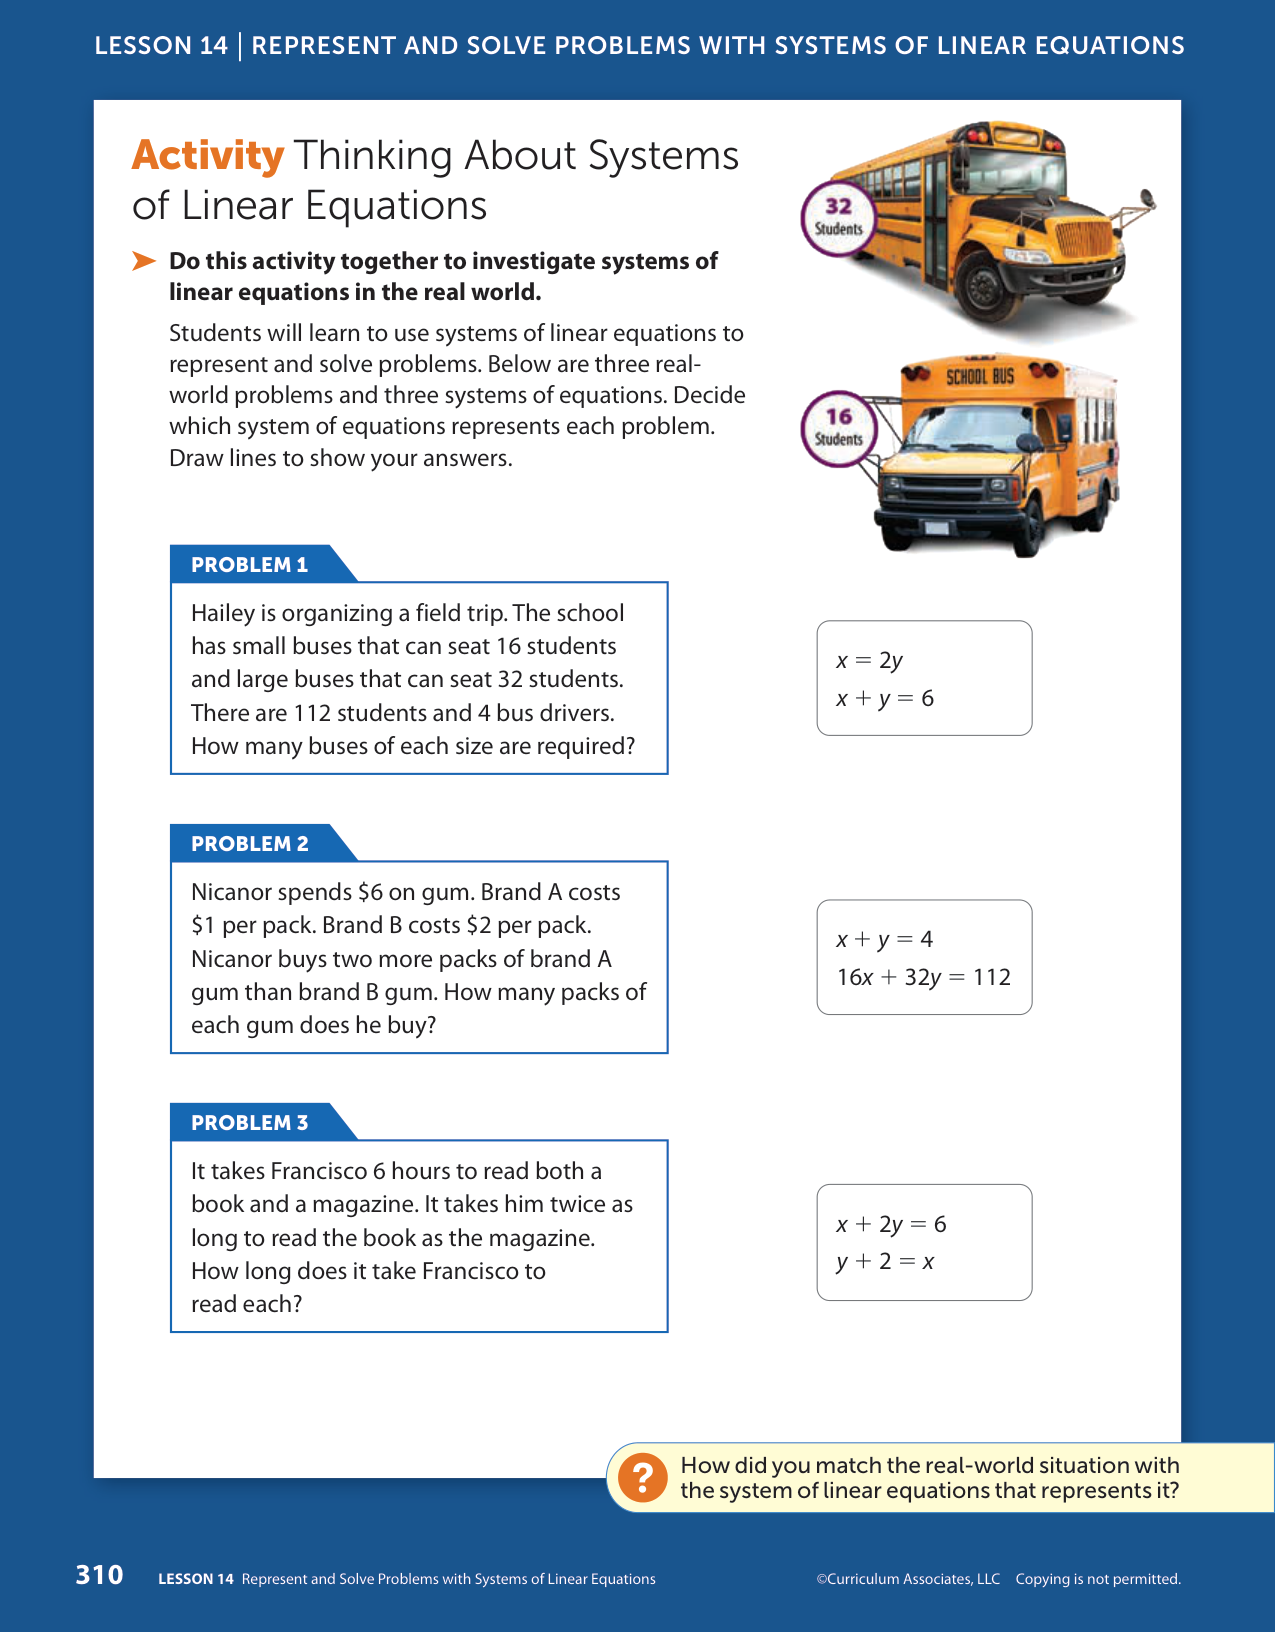 LESSON 14 | REPRESENT AND SOLVE PROBLEMS WITH SYSTEMS OF LINEAR EQUATIONS
Activity Thinking About Systems
of Linear Equations
➤ Do this activity together to investigate systems of
linear equations in the real world.
Students will learn to use systems of linear equations to
represent and solve problems. Below are three real-
world problems and three systems of equations. Decide
which system of equations represents each problem.
Draw lines to show your answers.
32
Students
SCHOOL BUS
16
Students
PROBLEM 1
Hailey is organizing a field trip. The school
has small buses that can seat 16 students
and large buses that can seat 32 students.
There are 112 students and 4 bus drivers.
How many buses of each size are required?
x = 2y
x + y = 6
PROBLEM 2
Nicanor spends $6 on gum. Brand A costs
$1 per pack. Brand B costs $2 per pack.
Nicanor buys two more packs of brand A
gum than brand B gum. How many packs of
each gum does he buy?
x + y = 4
16x + 32y = 112
PROBLEM 3
It takes Francisco 6 hours to read both a
book and a magazine. It takes him twice as
long to read the book as the magazine.
How long does it take Francisco to
read each?
x + 2y = 6
y + 2 = x
? How did you match the real-world situation with
the system of linear equations that represents it?
310 LESSON 14 Represent and Solve Problems with Systems of Linear Equations
©Curriculum Associates, LLC Copying is not permitted.